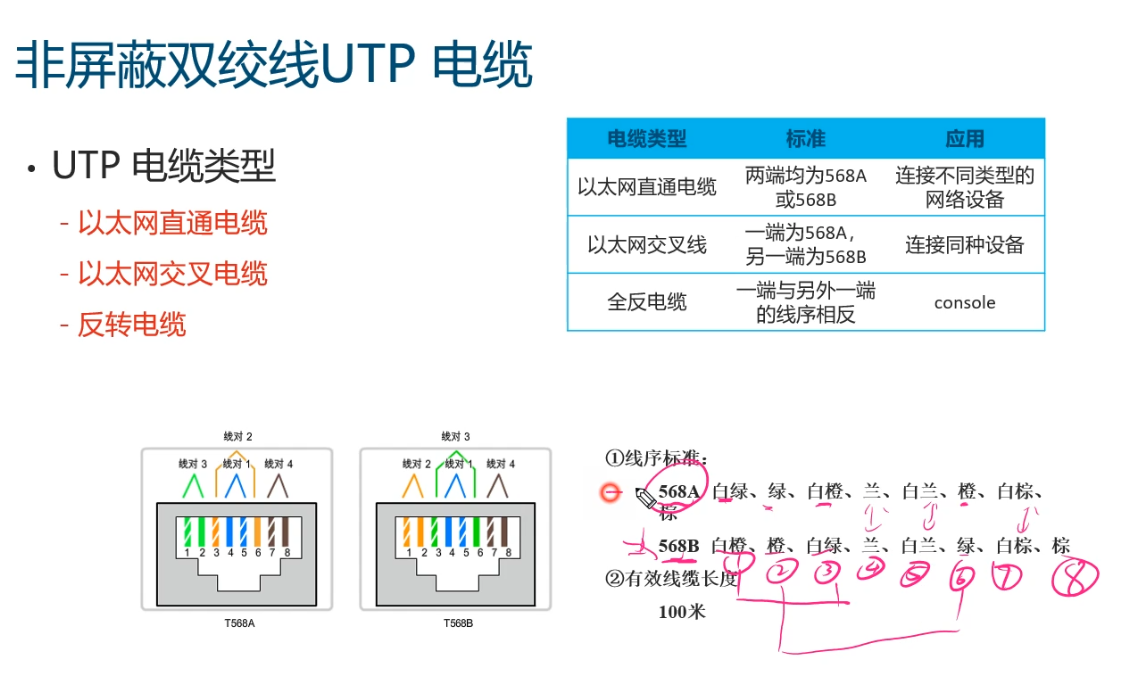 非屏蔽双绞线UTP 电缆
• UTP 电缆类型
- 以太网直通电缆
- 以太网交叉电缆
- 反转电缆
电缆类型 标准 应用
以太网直通电缆 两端均为568A或568B 连接不同类型的网络设备
以太网交叉线 一端为568A，另一端为568B 连接同种设备
全反电缆 一端与另外一端的线序相反 console
线对 2
线对 3 线对 1 线对 4
1 2 3 4 5 6 7 8
T568A
线对 3
线对 2 线对 1 线对 4
1 2 3 4 5 6 7 8
T568B
①线序标准：
568A 白绿、绿、白橙、兰、白兰、橙、白棕、
棕
568B 白橙、橙、白绿、兰、白兰、绿、白棕、棕
① ② ③ ④ ⑤ ⑥ ⑦ ⑧
②有效线缆长度
100米